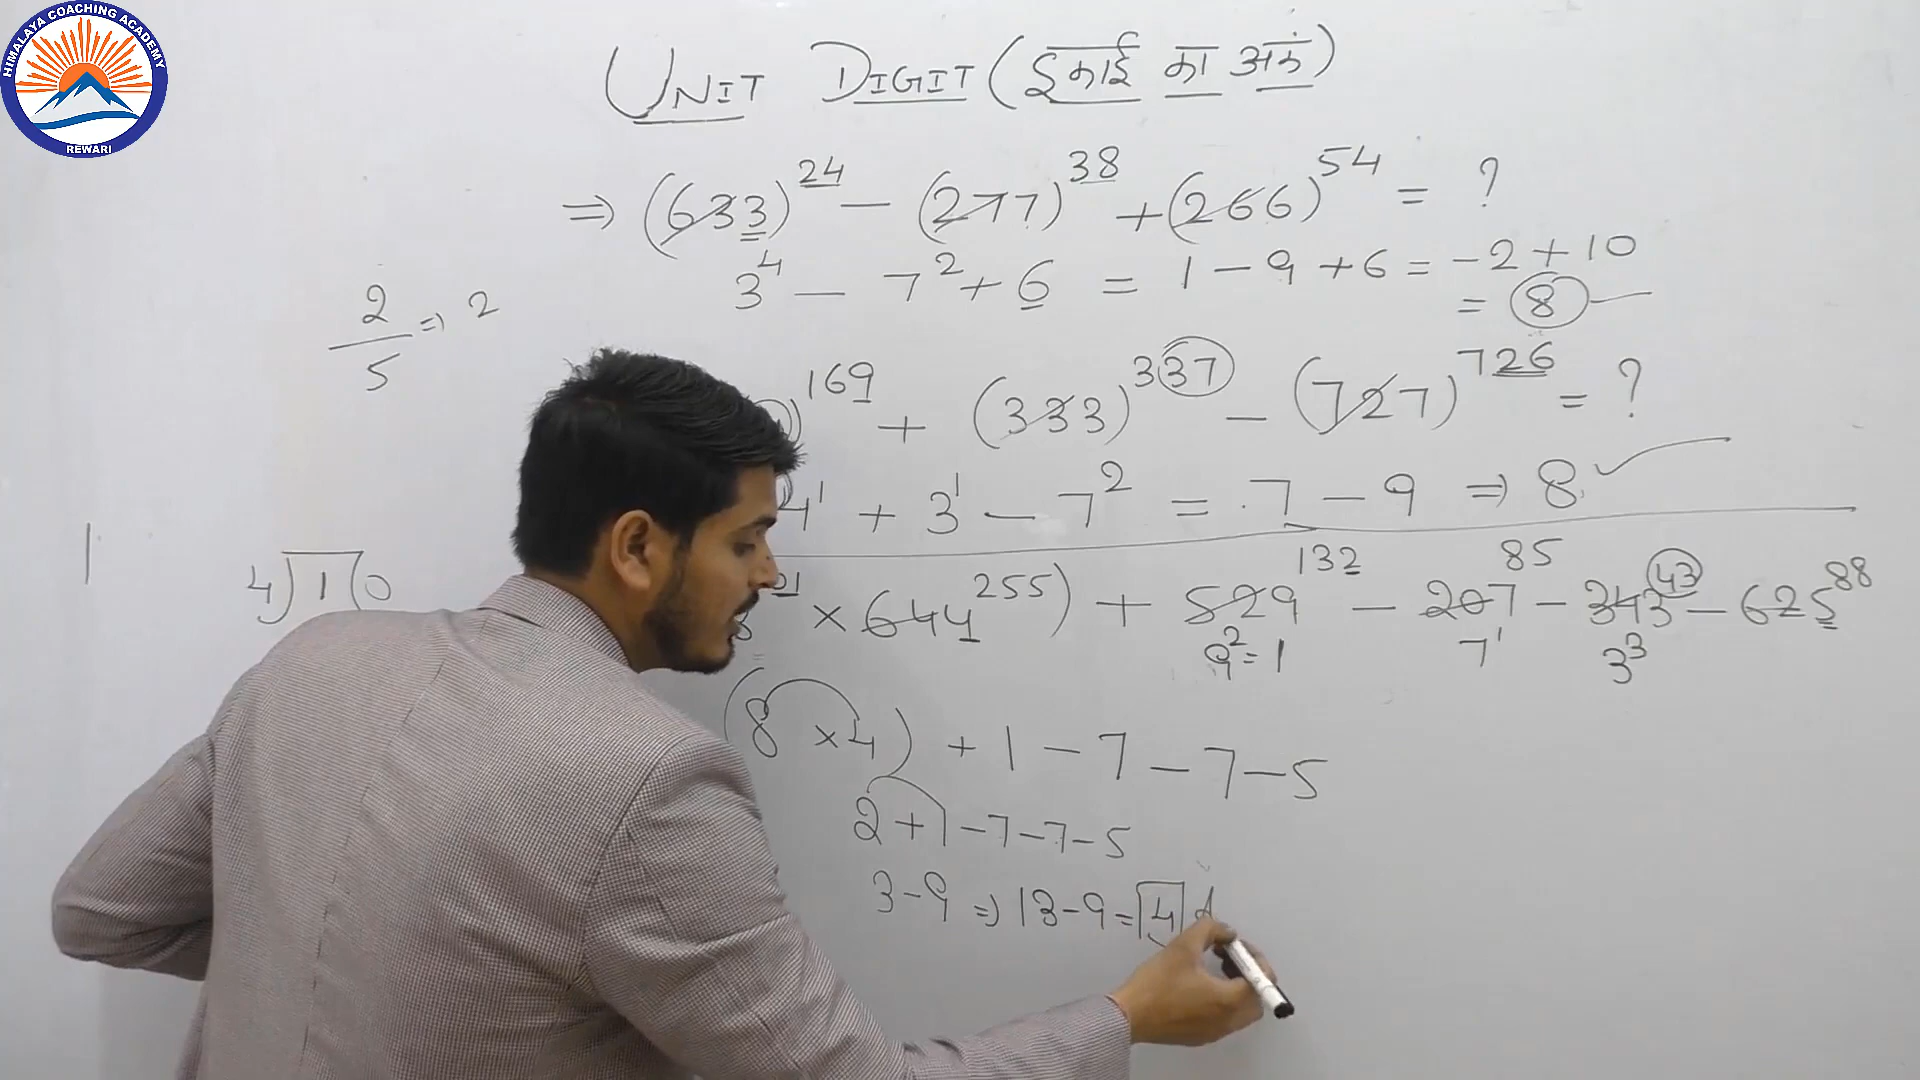 HIMALAYA COACHING ACADEMY
REWARI
UNIT DIGIT (इकाई का अंक)
⇒ (633)^24 − (277)^38 + (266)^54 = ?
3^4 − 7^2 + 6 = 1 − 9 + 6 = −2 + 10
= 8
2/5 ⇒ 2
)^169 + (333)^337 − (727)^726 = ?
4^1 + 3^1 − 7^2 = 7 − 9 ⇒ 8
4)10(
× 644^255) + 529^132 − 207^85 − 343^43 − 625^88
9^2 = 1 7^1 3^3
(8 × 4) + 1 − 7 − 7 − 5
2 + 1 − 7 − 7 − 5
3 − 9 ⇒ 13 − 9 = 4